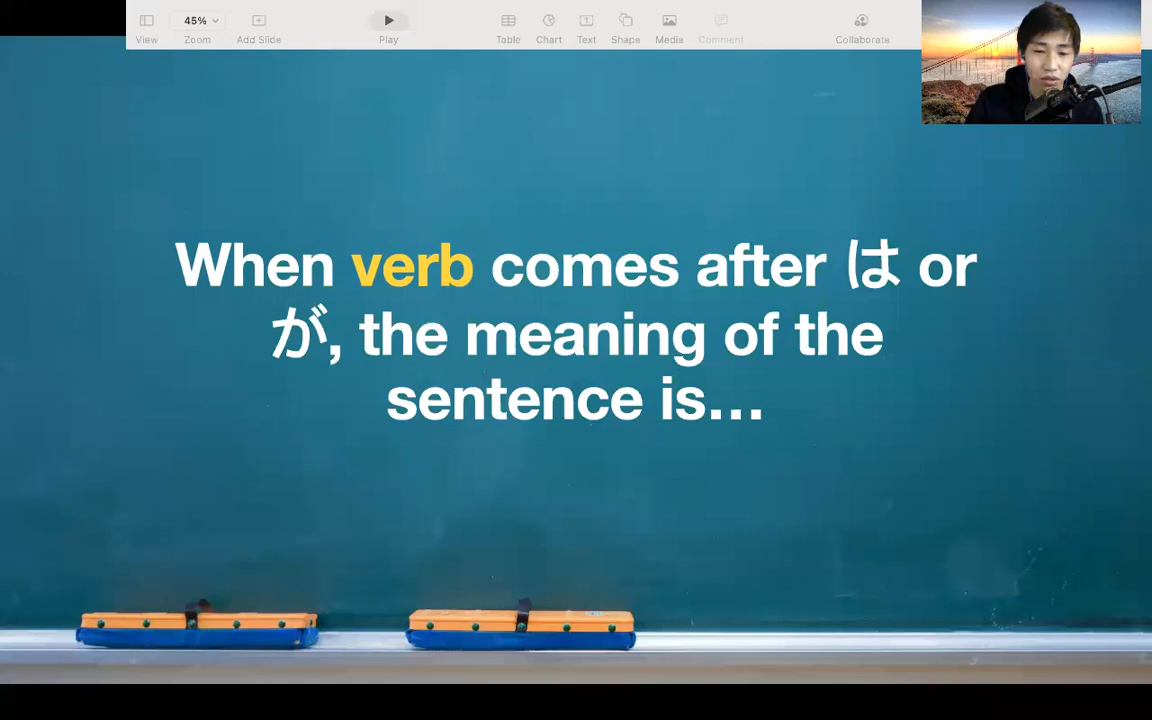 45%
View
Zoom
Add Slide
Play
Table
Chart
Text
Shape
Media
Comment
Collaborate
When verb comes after は or
が, the meaning of the
sentence is…